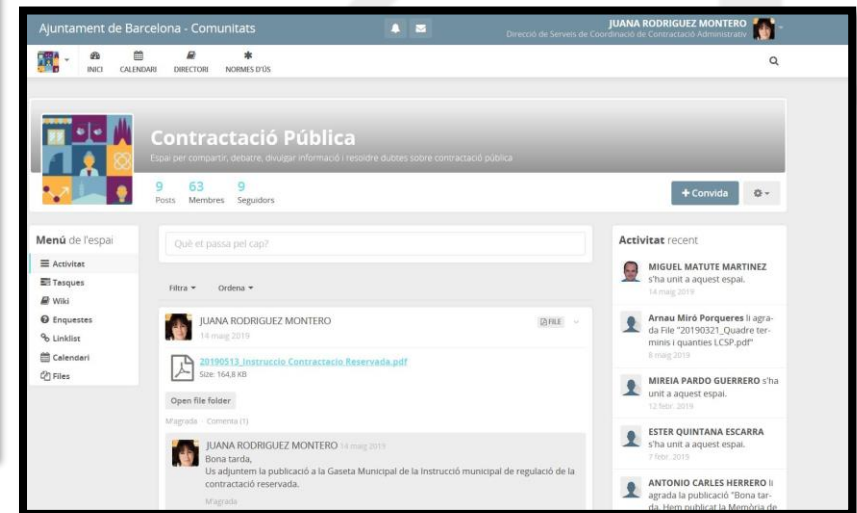 Ajuntament de Barcelona - Comunitats
JUANA RODRIGUEZ MONTERO
Direcció de Serveis de Coordinació de Contractació Administrativ
INICI
CALENDARI
DIRECTORI
NORMES D'ÚS
Contractació Pública
Espai per compartir, debatre, divulgar informació i resoldre dubtes sobre contractació pública
9 63 9
Posts Membres Seguidors
+ Convida
Menú de l'espai
Activitat
Tasques
Wiki
Enquestes
Linklist
Calendari
Files
Què et passa pel cap?
Filtra
Ordena
JUANA RODRIGUEZ MONTERO
14 maig 2019
FILE
20190513_Instruccio Contractacio Reservada.pdf
Size: 164,8 KB
Open file folder
M'agrada · Comenta (1)
JUANA RODRIGUEZ MONTERO 14 maig 2019
Bona tarda,
Us adjuntem la publicació a la Gaseta Municipal de la Instrucció municipal de regulació de la
contractació reservada.
M'agrada
Activitat recent
MIGUEL MATUTE MARTINEZ
s'ha unit a aquest espai.
14 maig 2019
Arnau Miró Porqueres li agra-
da File "20190321_Quadre ter-
minis i quanties LCSP.pdf"
8 maig 2019
MIREIA PARDO GUERRERO s'ha
unit a aquest espai.
12 febr. 2019
ESTER QUINTANA ESCARRA
s'ha unit a aquest espai.
7 febr. 2019
ANTONIO CARLES HERRERO li
agrada la publicació "Bona tar-
da. Hem publicat la Memòria de